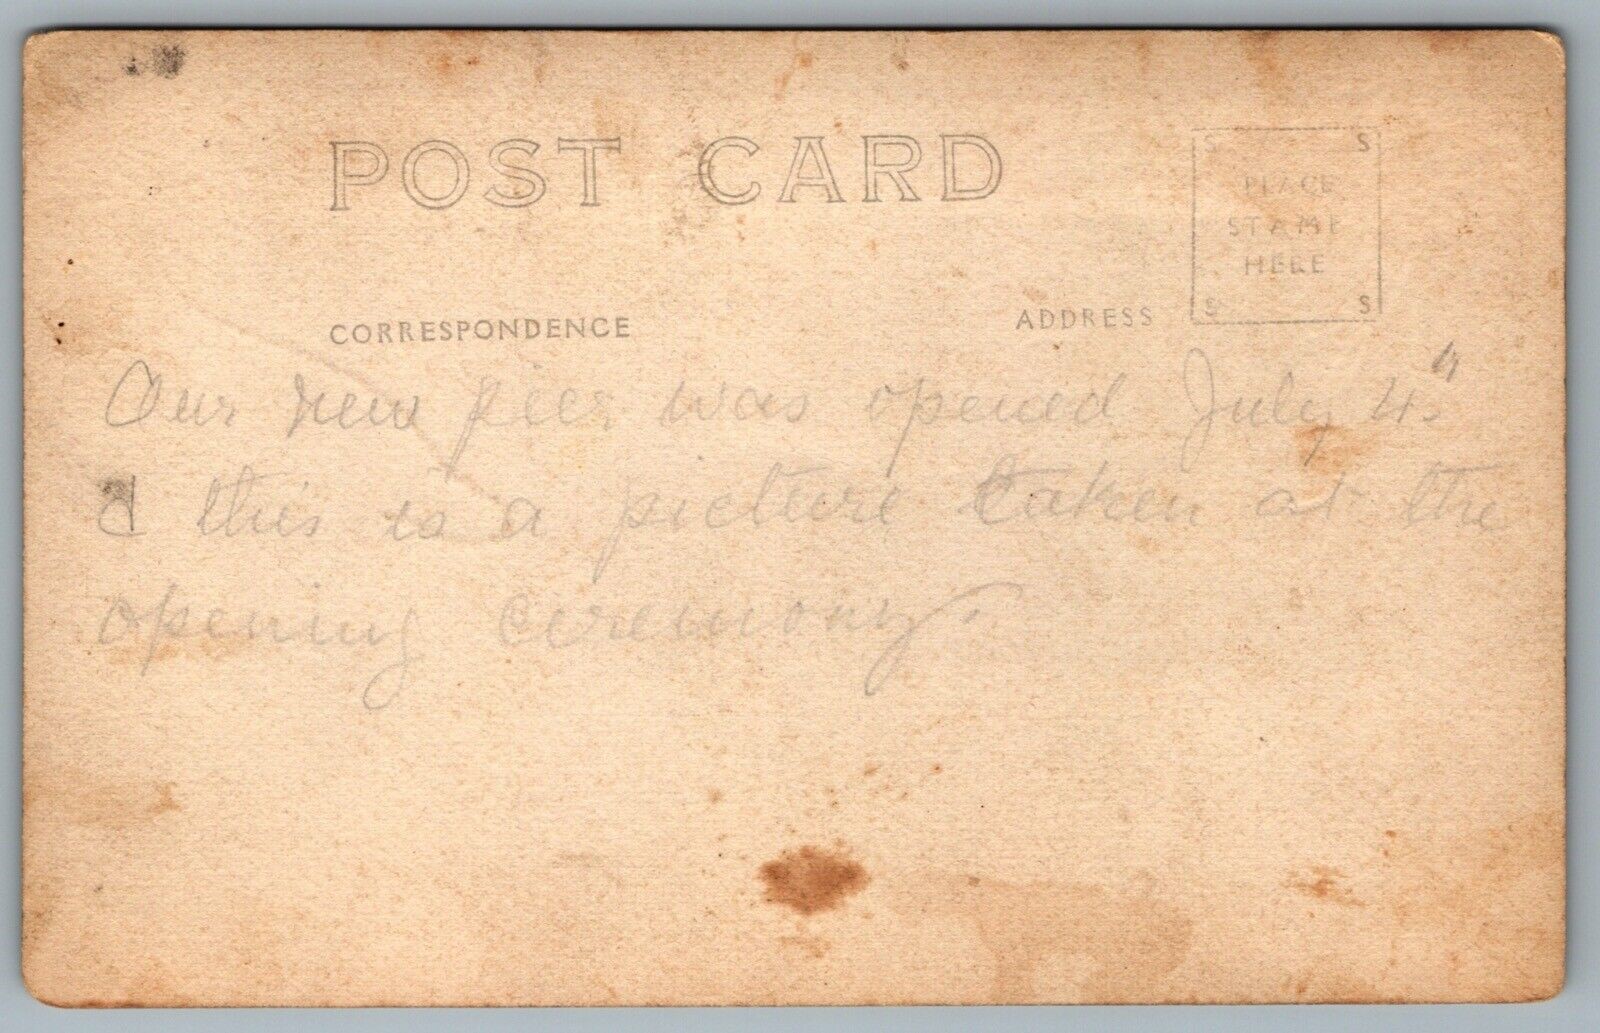 POST CARD
S S
PLACE
STAMP
HERE
S S
CORRESPONDENCE
ADDRESS
Our new pier was opened July 4."
& this is a picture taken at the
opening ceremony.